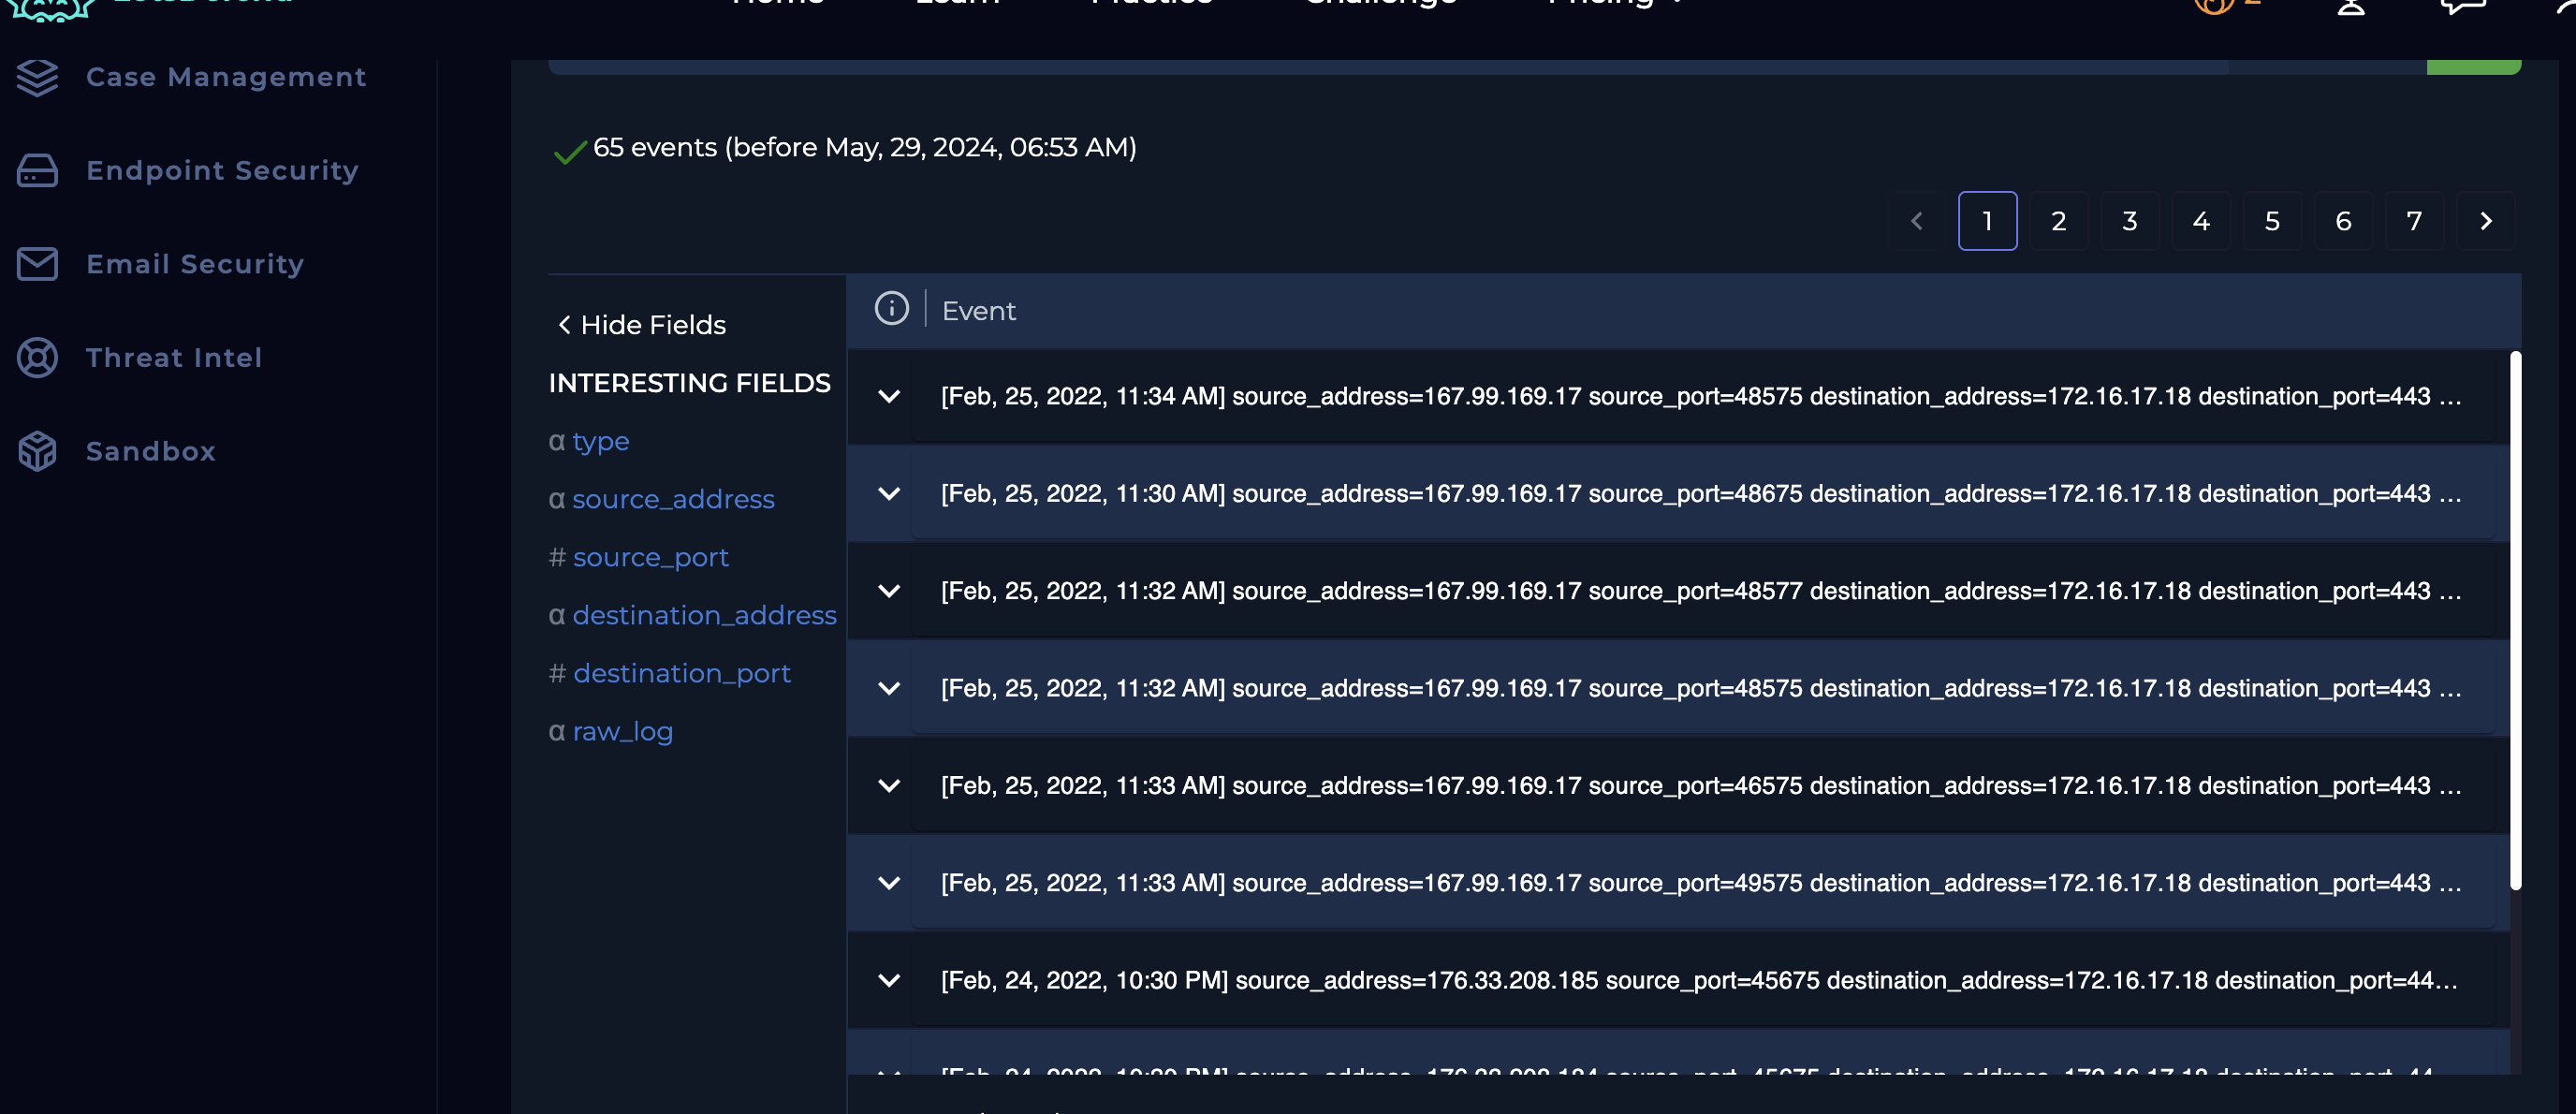 LetsDefend
Home Learn Practice Challenge Pricing 2
Case Management
Endpoint Security
Email Security
Threat Intel
Sandbox
65 events (before May, 29, 2024, 06:53 AM)
1 2 3 4 5 6 7
Hide Fields
INTERESTING FIELDS
α type
α source_address
# source_port
α destination_address
# destination_port
α raw_log
Event
[Feb, 25, 2022, 11:34 AM] source_address=167.99.169.17 source_port=48575 destination_address=172.16.17.18 destination_port=443 ...
[Feb, 25, 2022, 11:30 AM] source_address=167.99.169.17 source_port=48675 destination_address=172.16.17.18 destination_port=443 ...
[Feb, 25, 2022, 11:32 AM] source_address=167.99.169.17 source_port=48577 destination_address=172.16.17.18 destination_port=443 ...
[Feb, 25, 2022, 11:32 AM] source_address=167.99.169.17 source_port=48575 destination_address=172.16.17.18 destination_port=443 ...
[Feb, 25, 2022, 11:33 AM] source_address=167.99.169.17 source_port=46575 destination_address=172.16.17.18 destination_port=443 ...
[Feb, 25, 2022, 11:33 AM] source_address=167.99.169.17 source_port=49575 destination_address=172.16.17.18 destination_port=443 ...
[Feb, 24, 2022, 10:30 PM] source_address=176.33.208.185 source_port=45675 destination_address=172.16.17.18 destination_port=44...